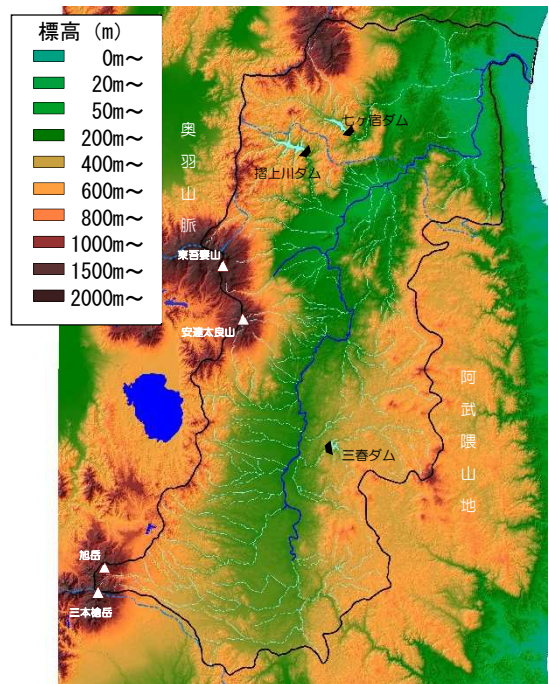 標高 (m)
0m～
20m～
50m～
200m～
400m～
600m～
800m～
1000m～
1500m～
2000m～
奥羽山脈
七ヶ宿ダム
摺上川ダム
東吾妻山
安達太良山
阿武隈山地
三春ダム
旭岳
三本槍岳